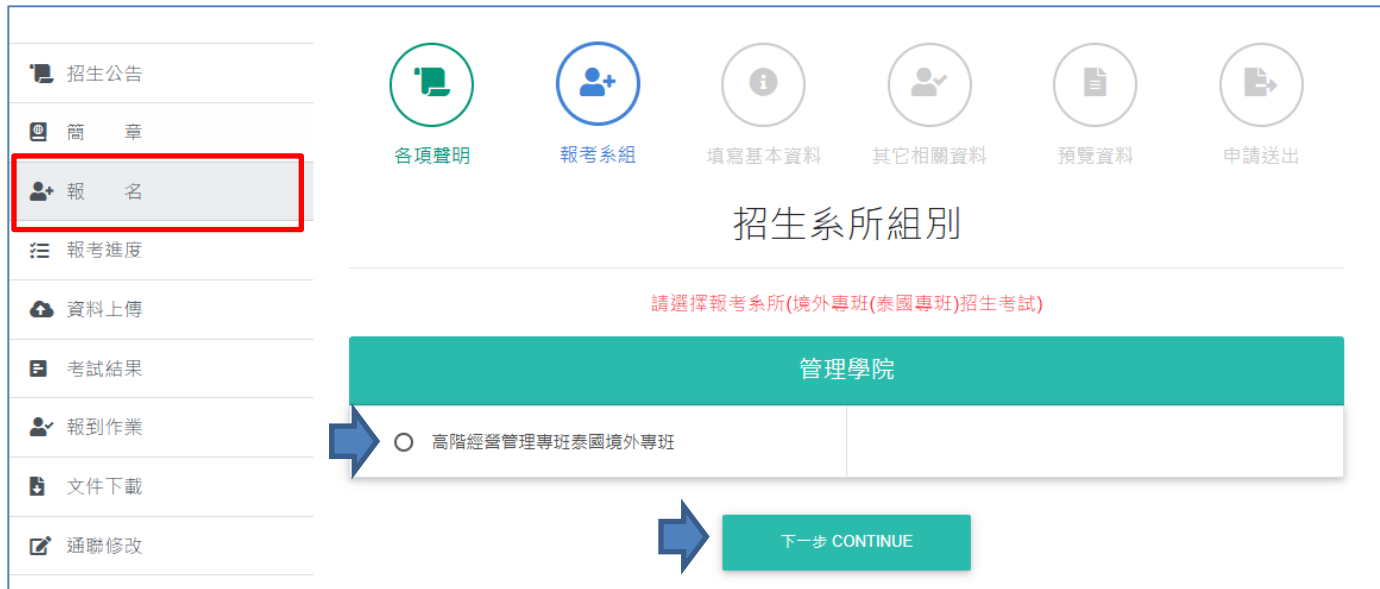 招生公告
簡 章
報 名
報考進度
資料上傳
考試結果
報到作業
文件下載
通聯修改
各項聲明
報考系組
填寫基本資料
其它相關資料
預覽資料
申請送出
招生系所組別
請選擇報考系所(境外專班(泰國專班)招生考試)
管理學院
高階經營管理專班泰國境外專班
下一步 CONTINUE